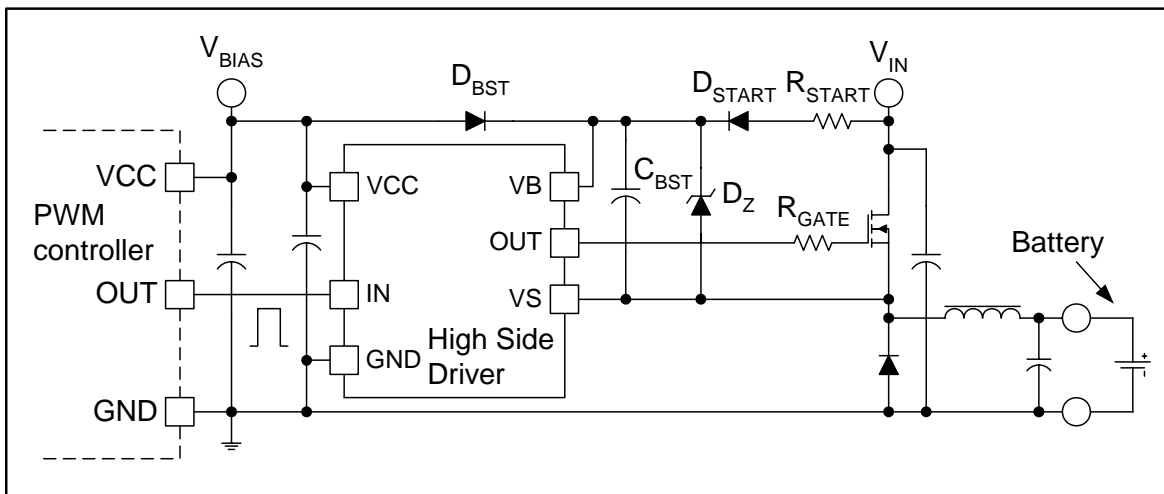 V_BIAS
V_IN
D_BST
D_START
R_START
VCC
VCC
VB
C_BST
D_Z
R_GATE
PWM
controller
OUT
Battery
OUT
IN
VS
High Side
Driver
GND
GND
+
-